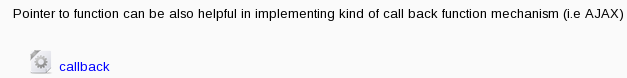 Pointer to function can be also helpful in implementing kind of call back function mechanism (i.e AJAX)
callback